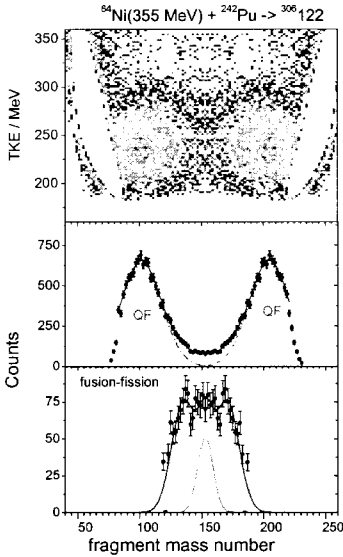 ⁶⁴Ni(355 MeV) + ²⁴²Pu -> ³⁰⁶122
350
300
250
200
TKE / MeV
750
500
250
0
QF
QF
Counts
fusion-fission
75
50
25
0
50
100
150
200
250
fragment mass number